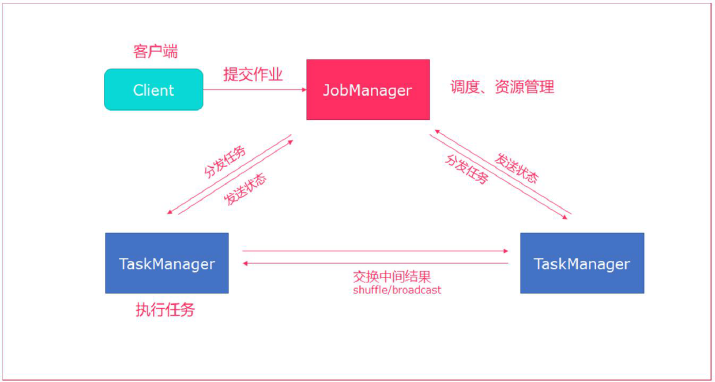 客户端
Client
提交作业
JobManager
调度、资源管理
分发任务
发送状态
发送状态
分发任务
TaskManager
TaskManager
交换中间结果
shuffle/broadcast
执行任务